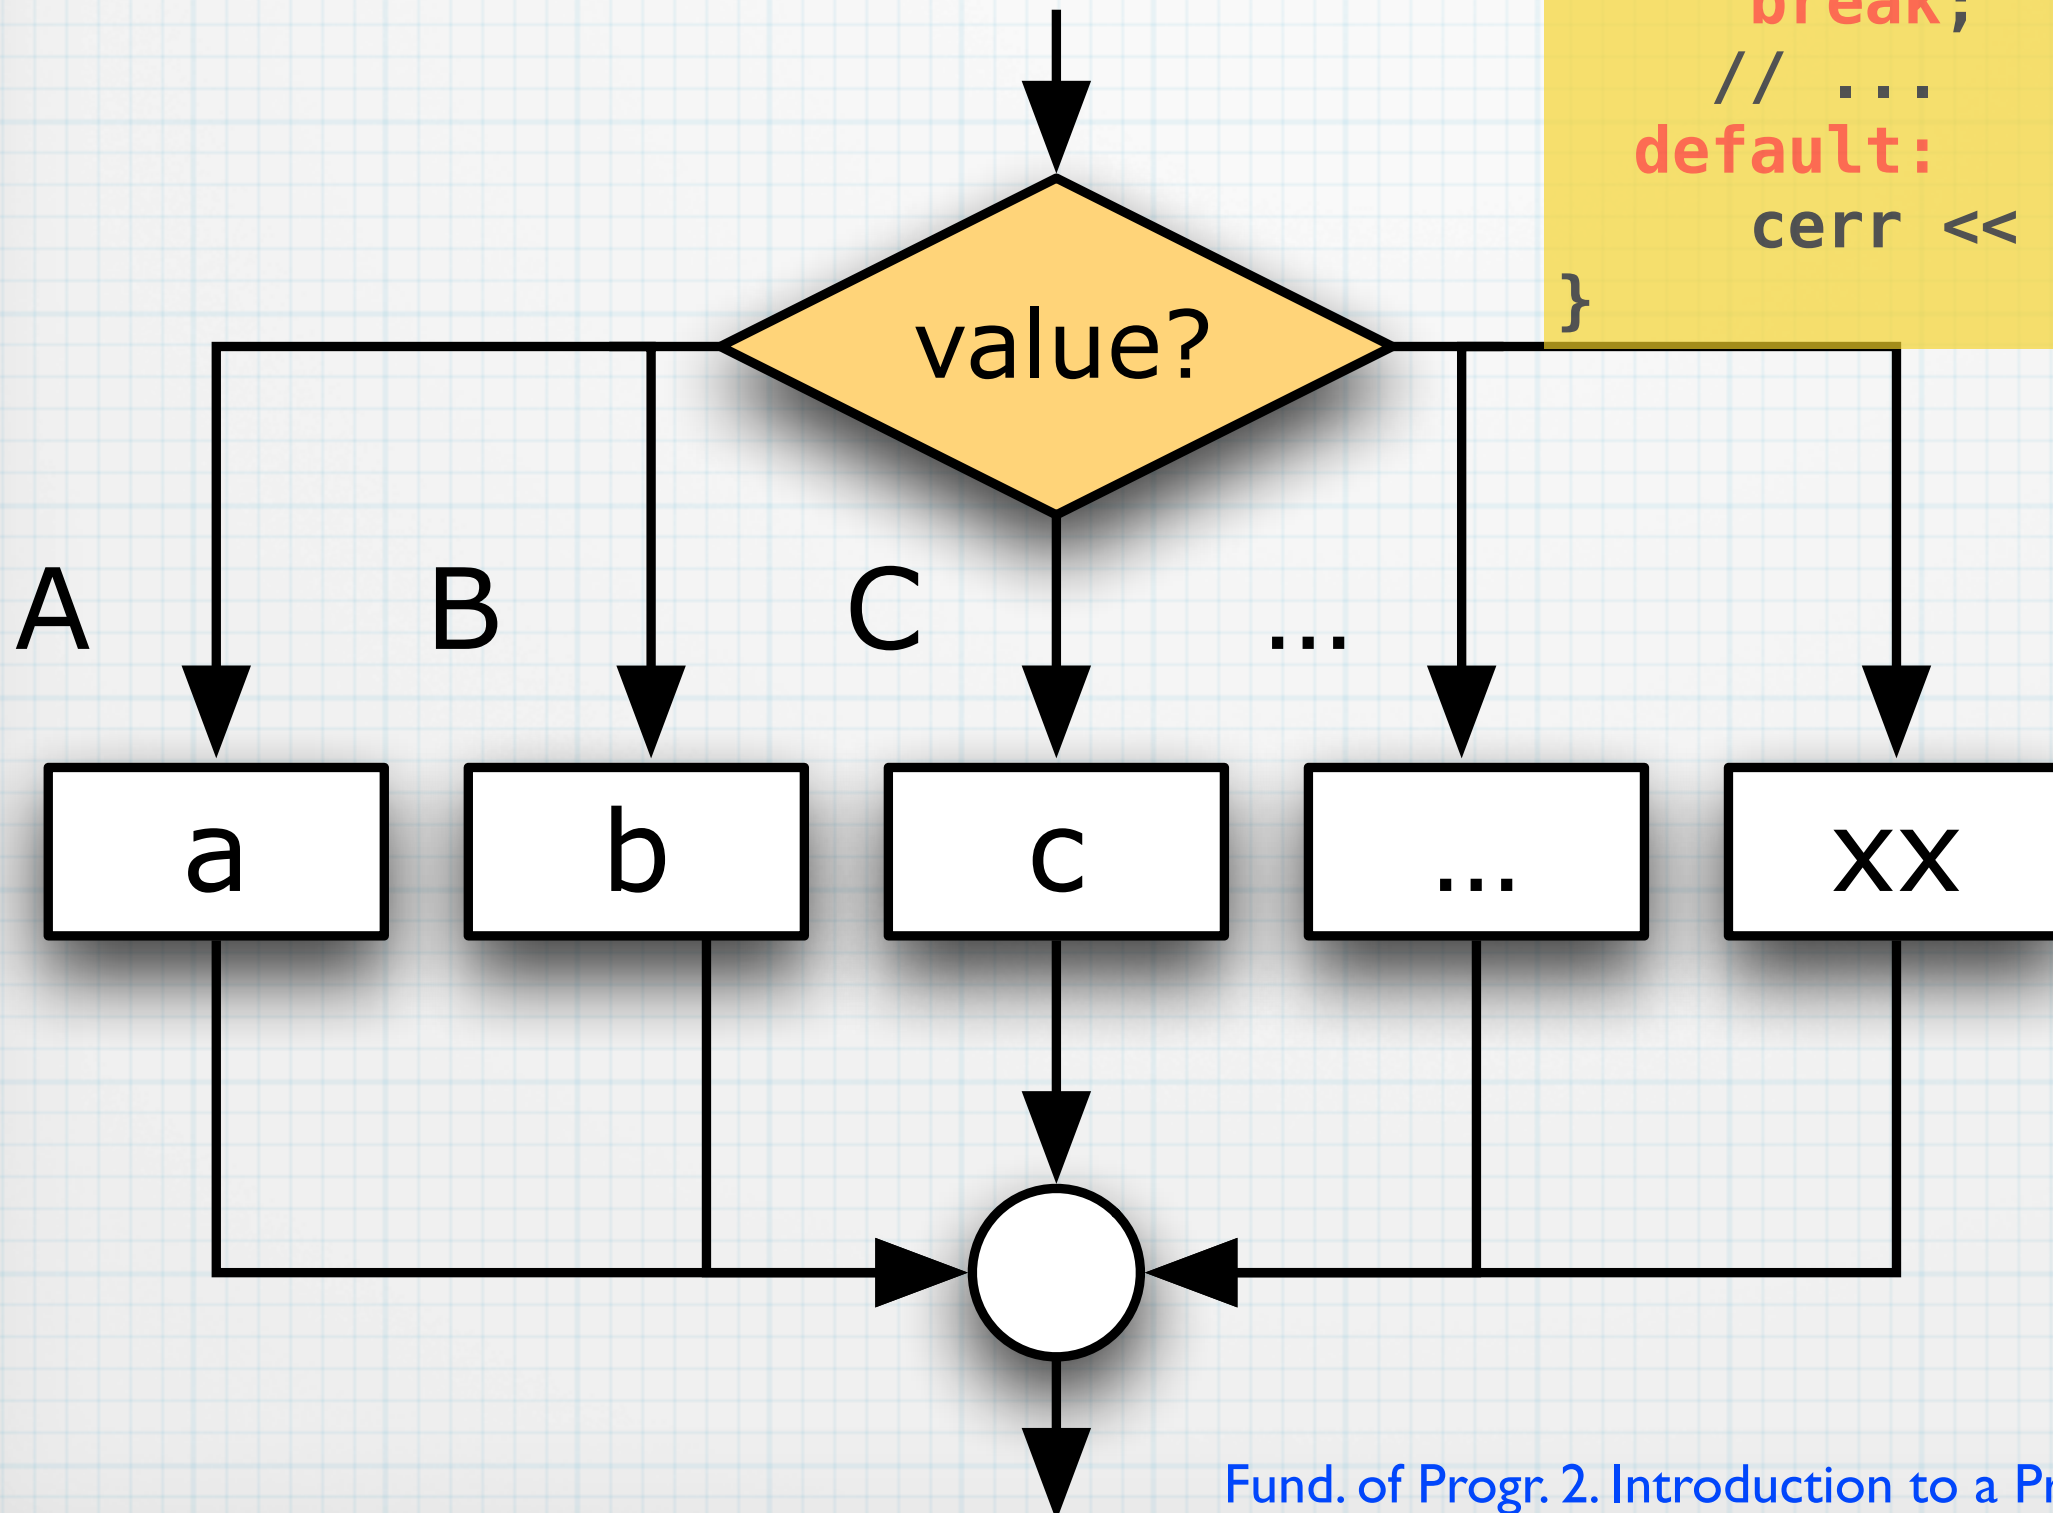 break;
// ...
default:
cerr <<
}
value?
A B C ...
a b c ... xx
Fund. of Progr. 2. Introduction to a